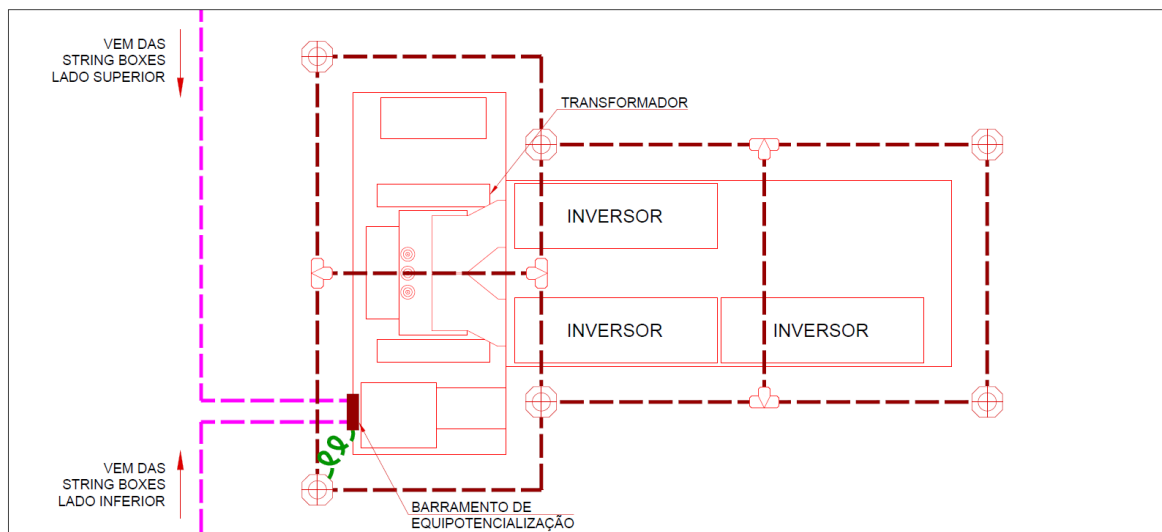 VEM DAS
STRING BOXES
LADO SUPERIOR
TRANSFORMADOR
INVERSOR
INVERSOR
INVERSOR
VEM DAS
STRING BOXES
LADO INFERIOR
BARRAMENTO DE
EQUIPOTENCIALIZAÇÃO